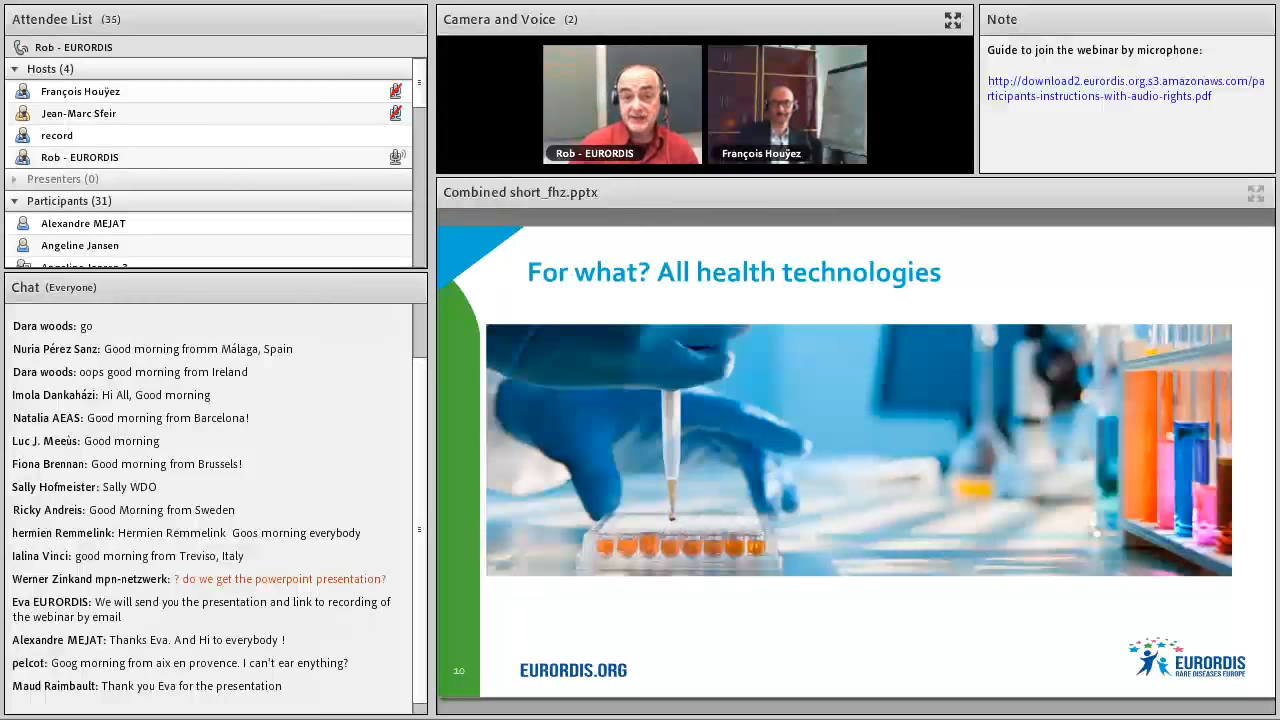 Attendee List (35)
Rob - EURORDIS
Hosts (4)
François Houÿez
Jean-Marc Sfeir
record
Rob - EURORDIS
Presenters (0)
Participants (31)
Alexandre MEJAT
Angeline Jansen
Chat (Everyone)
Dara woods: go
Nuria Pérez Sanz: Good morning fromm Málaga, Spain
Dara woods: oops good morning from Ireland
Imola Dankaházi: Hi All, Good morning
Natalia AEAS: Good morning from Barcelona!
Luc J. Meeùs: Good morning
Fiona Brennan: Good morning from Brussels!
Sally Hofmeister: Sally WDO
Ricky Andreis: Good Morning from Sweden
hermien Remmelink: Hermien Remmelink Goos morning everybody
Ialina Vinci: good morning from Treviso, Italy
Werner Zinkand mpn-netzwerk: ? do we get the powerpoint presentation?
Eva EURORDIS: We will send you the presentation and link to recording of
the webinar by email
Alexandre MEJAT: Thanks Eva. And Hi to everybody !
pelcot: Goog morning from aix en provence. I can't ear enything?
Maud Raimbault: Thank you Eva for the presentation
Camera and Voice (2)
Rob - EURORDIS
François Houÿez
Note
Guide to join the webinar by microphone:
http://download2.eurordis.org.s3.amazonaws.com/pa
rticipants-instructions-with-audio-rights.pdf
Combined short_fhz.pptx
For what? All health technologies
10
EURORDIS.ORG
EURORDIS
RARE DISEASES EUROPE